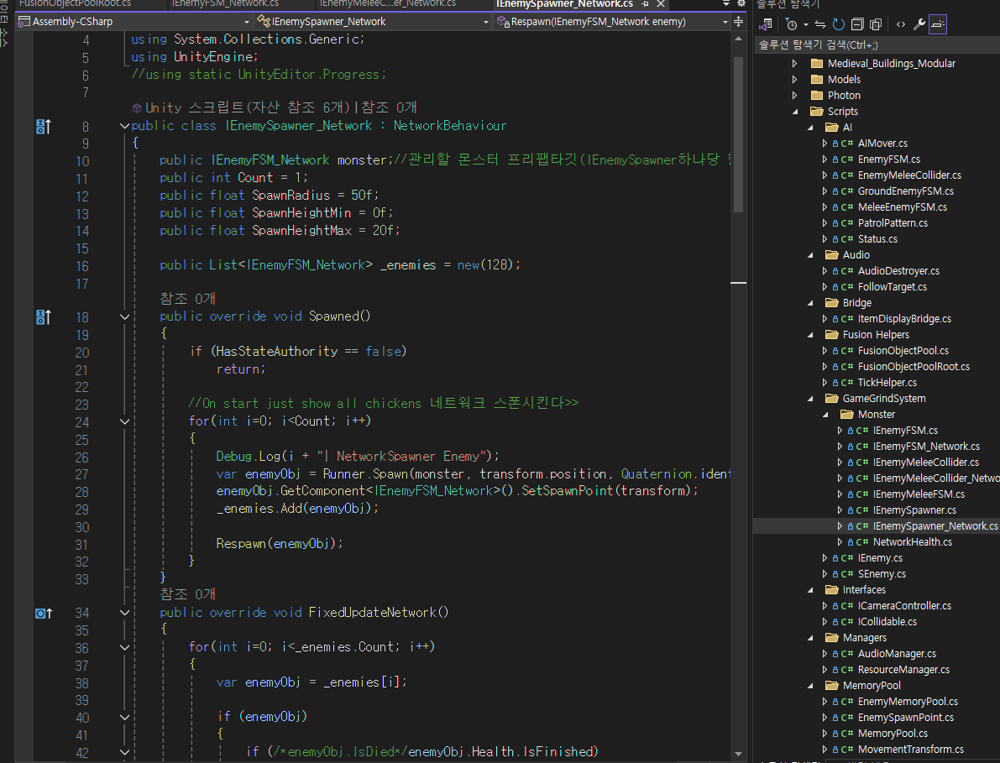 FusionObjectPoolRoot.cs IEnemyFSM_Network.cs IEnemyMeleeC...er_Network.cs IEnemySpawner_Network.cs
Assembly-CSharp IEnemySpawner_Network Respawn(IEnemyFSM_Network enemy)
4 using System.Collections.Generic;
5 using UnityEngine;
6 //using static UnityEditor.Progress;
7
Unity 스크립트(자산 참조 6개)|참조 0개
8 public class IEnemySpawner_Network : NetworkBehaviour
9 {
10 public IEnemyFSM_Network monster;//관리할 몬스터 프리팹타깃(IEnemySpawner하나당
11 public int Count = 1;
12 public float SpawnRadius = 50f;
13 public float SpawnHeightMin = 0f;
14 public float SpawnHeightMax = 20f;
15
16 public List<IEnemyFSM_Network> _enemies = new(128);
17
참조 0개
18 public override void Spawned()
19 {
20 if (HasStateAuthority == false)
21 return;
22
23 //On start just show all chickens 네트워크 스폰시킨다>>
24 for(int i=0; i<Count; i++)
25 {
26 Debug.Log(i + "| NetworkSpawner Enemy");
27 var enemyObj = Runner.Spawn(monster, transform.position, Quaternion.ident
28 enemyObj.GetComponent<IEnemyFSM_Network>().SetSpawnPoint(transform);
29 _enemies.Add(enemyObj);
30
31 Respawn(enemyObj);
32 }
33 }
참조 0개
34 public override void FixedUpdateNetwork()
35 {
36 for(int i=0; i<_enemies.Count; i++)
37 {
38 var enemyObj = _enemies[i];
39
40 if (enemyObj)
41 {
42 if (/*enemyObj.IsDied*/enemyObj.Health.IsFinished)
솔루션 탐색기
솔루션 탐색기 검색(Ctrl+;)
Medieval_Buildings_Modular
Models
Photon
Scripts
AI
C# AIMover.cs
C# EnemyFSM.cs
C# EnemyMeleeCollider.cs
C# GroundEnemyFSM.cs
C# MeleeEnemyFSM.cs
C# PatrolPattern.cs
C# Status.cs
Audio
C# AudioDestroyer.cs
C# FollowTarget.cs
Bridge
C# ItemDisplayBridge.cs
Fusion Helpers
C# FusionObjectPool.cs
C# FusionObjectPoolRoot.cs
C# TickHelper.cs
GameGrindSystem
Monster
C# IEnemyFSM.cs
C# IEnemyFSM_Network.cs
C# IEnemyMeleeCollider.cs
C# IEnemyMeleeCollider_Netwo
C# IEnemyMeleeFSM.cs
C# IEnemySpawner.cs
C# IEnemySpawner_Network.cs
C# NetworkHealth.cs
C# IEnemy.cs
C# SEnemy.cs
Interfaces
C# ICameraController.cs
C# ICollidable.cs
Managers
C# AudioManager.cs
C# ResourceManager.cs
MemoryPool
C# EnemyMemoryPool.cs
C# EnemySpawnPoint.cs
C# MemoryPool.cs
C# MovementTransform.cs